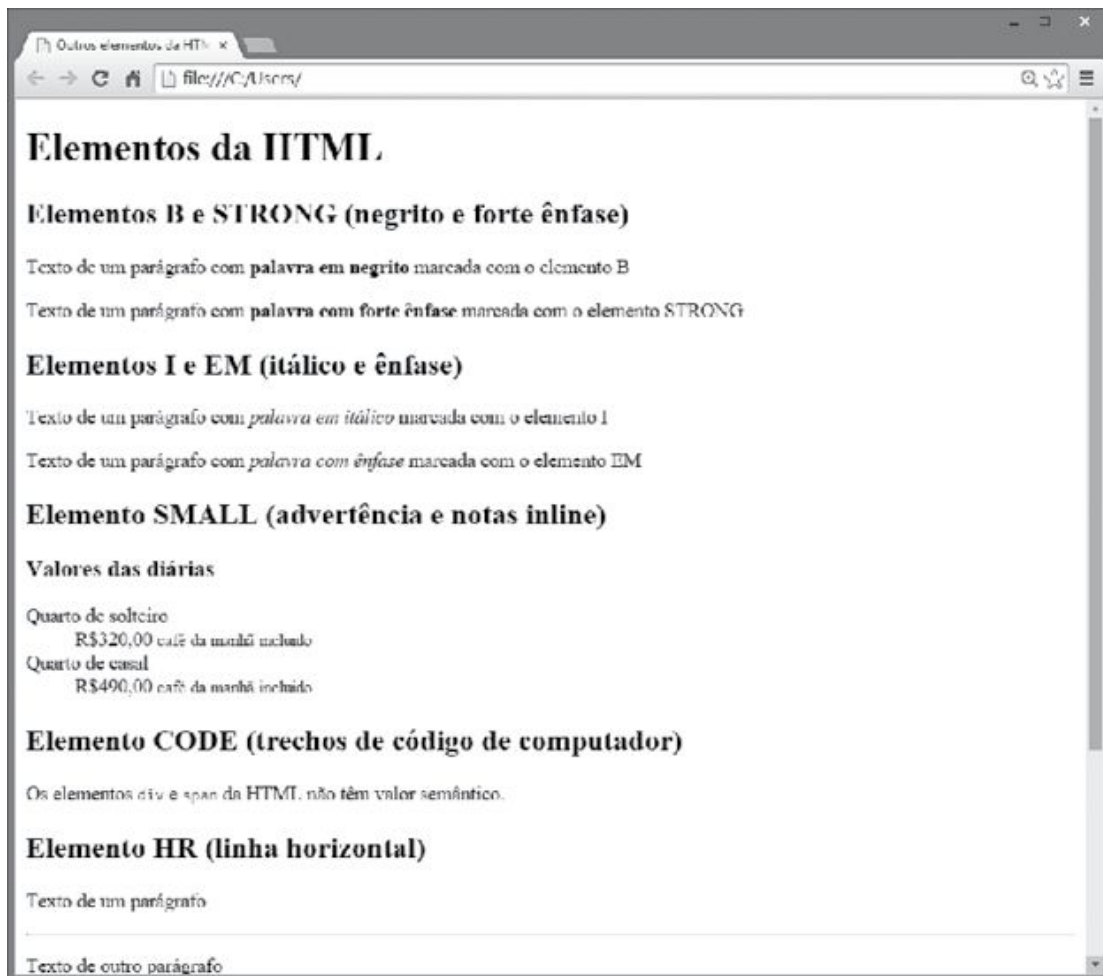 Outros elementos da HT
file:///C:/Users/
Elementos da HTML
Elementos B e STRONG (negrito e forte ênfase)
Texto de um parágrafo com palavra em negrito marcada com o elemento B
Texto de um parágrafo com palavra com forte ênfase marcada com o elemento STRONG
Elementos I e EM (itálico e ênfase)
Texto de um parágrafo com palavra em itálico marcada com o elemento I
Texto de um parágrafo com palavra com ênfase marcada com o elemento EM
Elemento SMALL (advertência e notas inline)
Valores das diárias
Quarto de solteiro
R$320,00 café da manhã incluido
Quarto de casal
R$490,00 café da manhã incluido
Elemento CODE (trechos de código de computador)
Os elementos div e span da HTML não têm valor semântico.
Elemento HR (linha horizontal)
Texto de um parágrafo
Texto de outro parágrafo